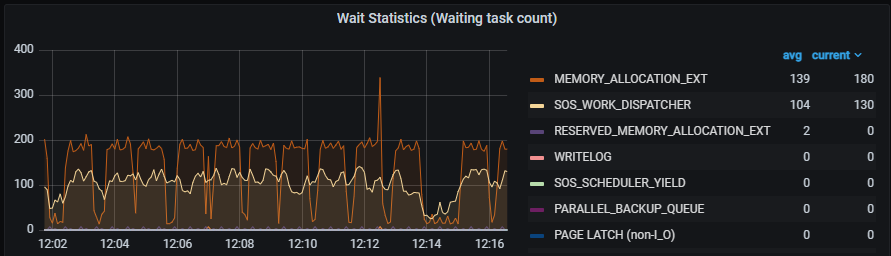 Wait Statistics (Waiting task count)
400
300
200
100
0
12:02 12:04 12:06 12:08 12:10 12:12 12:14 12:16
avg current
MEMORY_ALLOCATION_EXT 139 180
SOS_WORK_DISPATCHER 104 130
RESERVED_MEMORY_ALLOCATION_EXT 2 0
WRITELOG 0 0
SOS_SCHEDULER_YIELD 0 0
PARALLEL_BACKUP_QUEUE 0 0
PAGE LATCH (non-I_O) 0 0